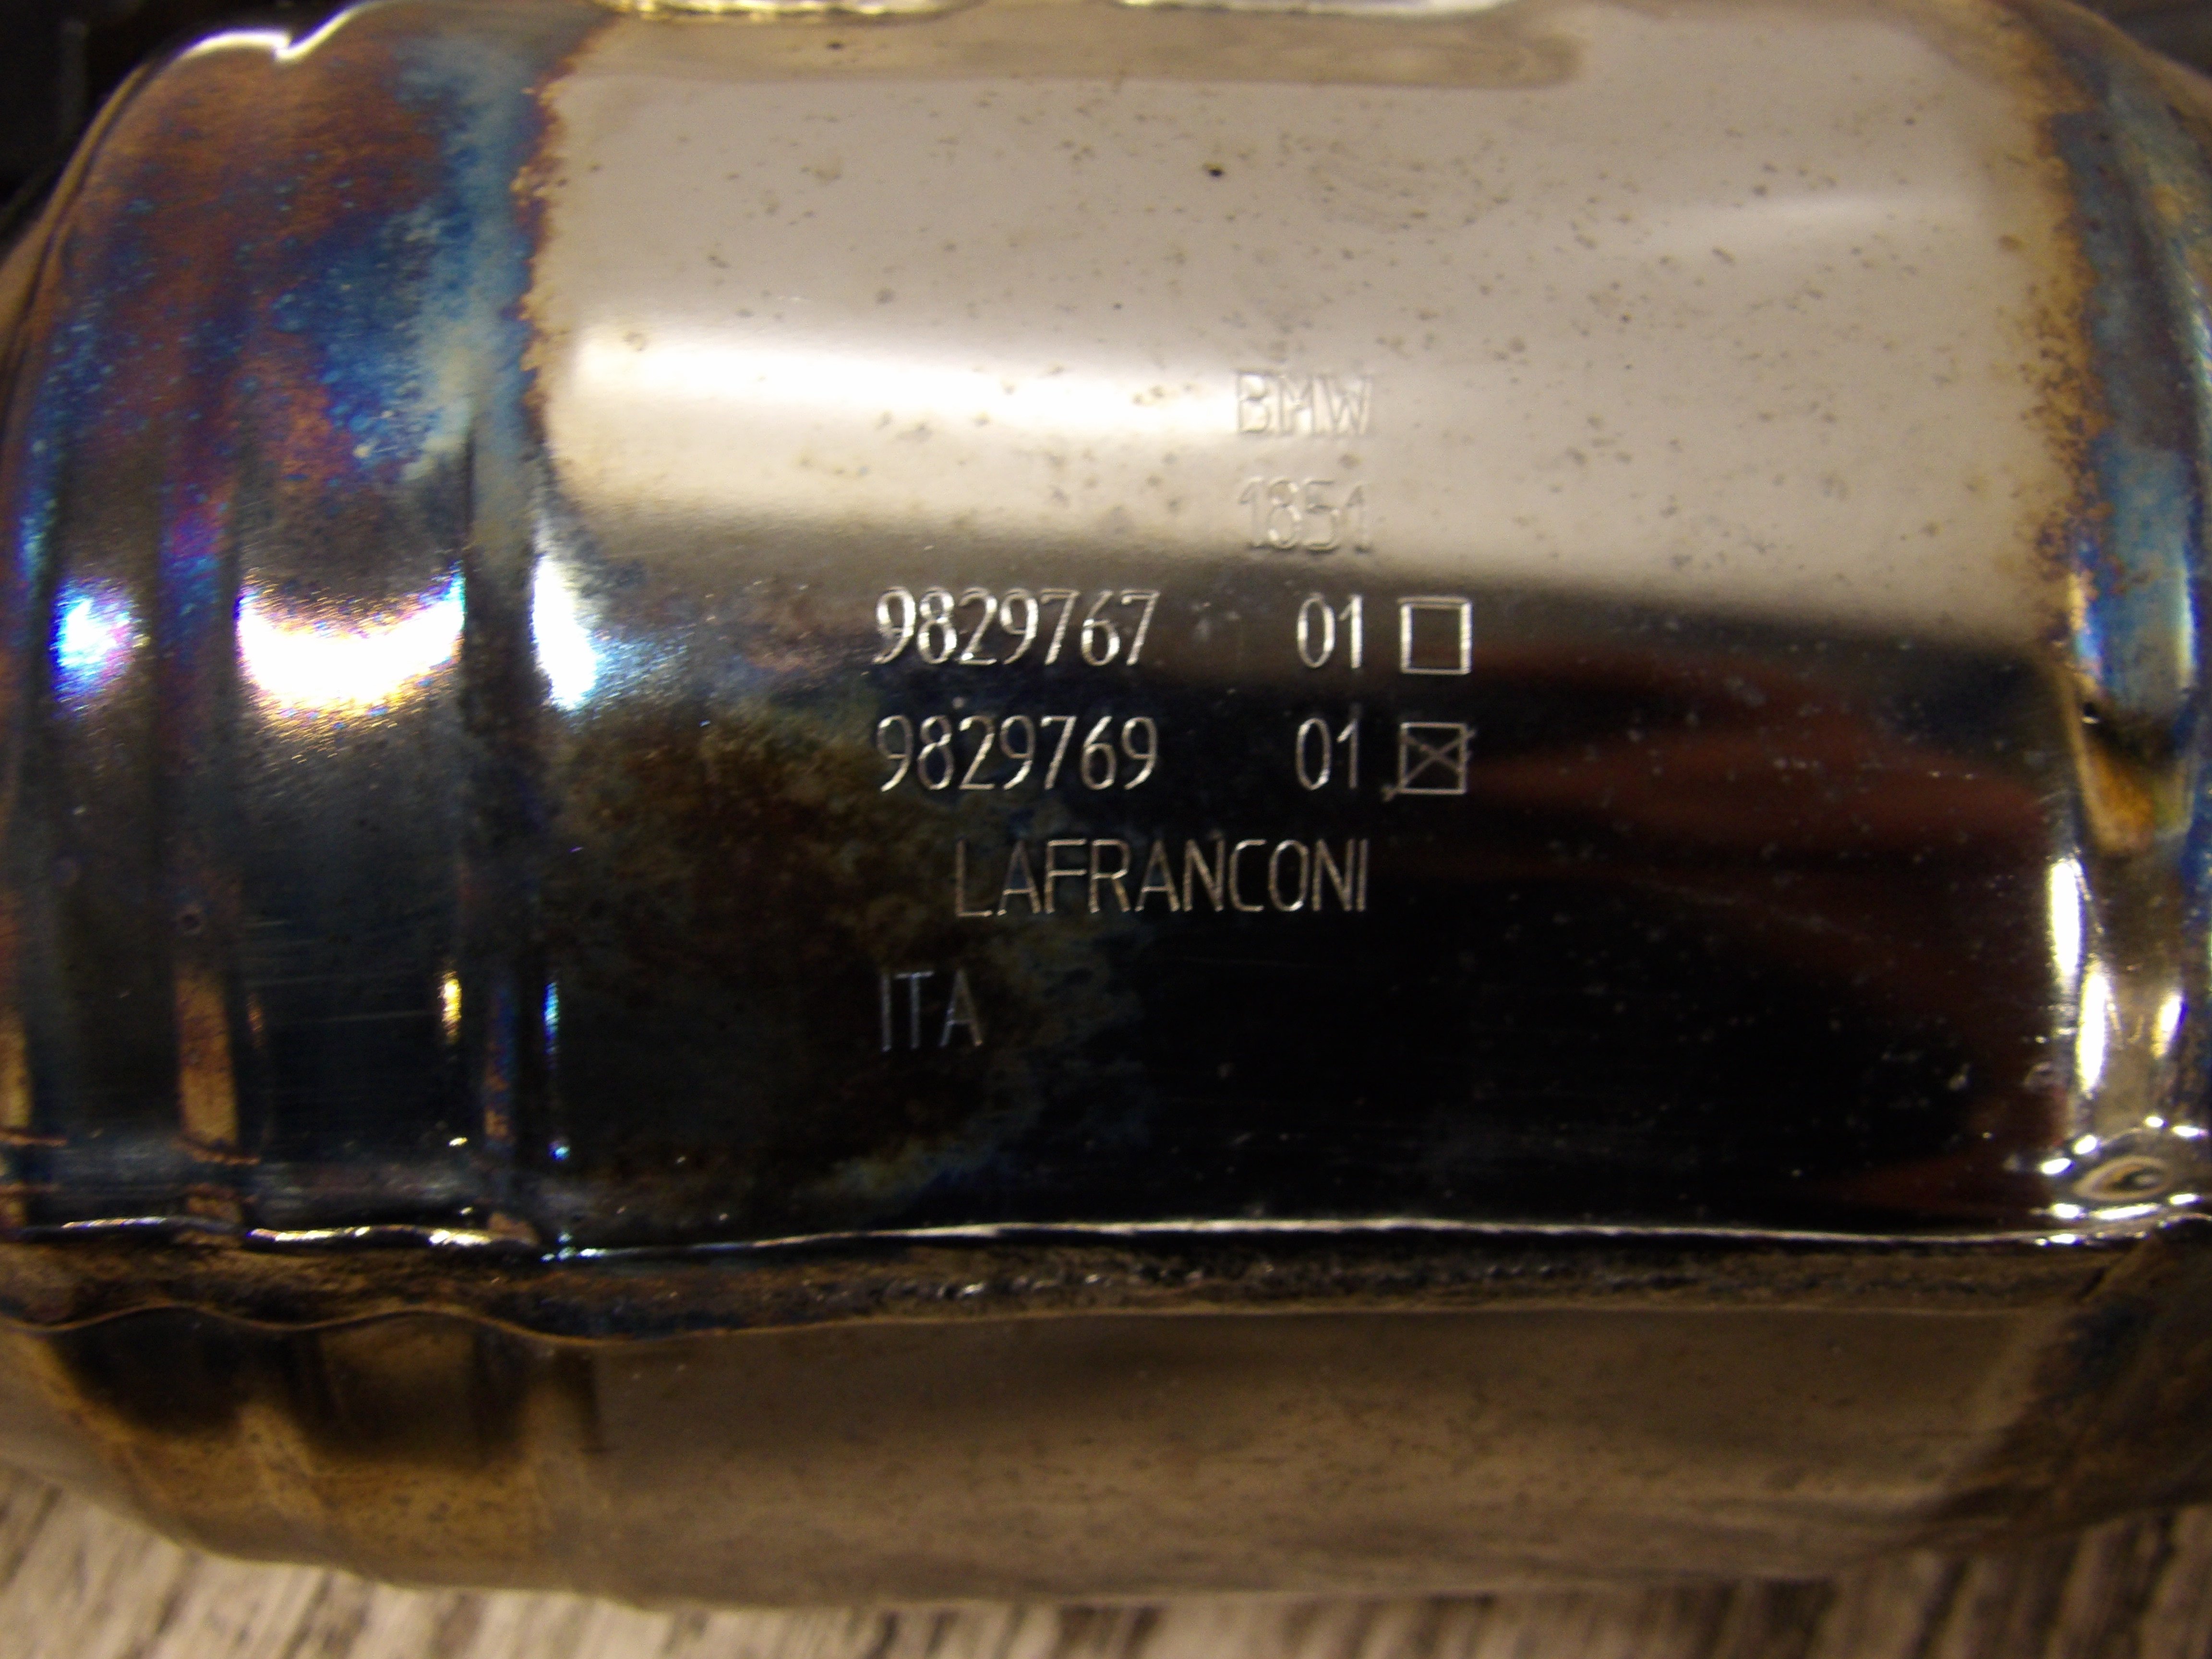 BMW
1851
9829767 01 ☐
9829769 01 ☒
LAFRANCONI
ITA